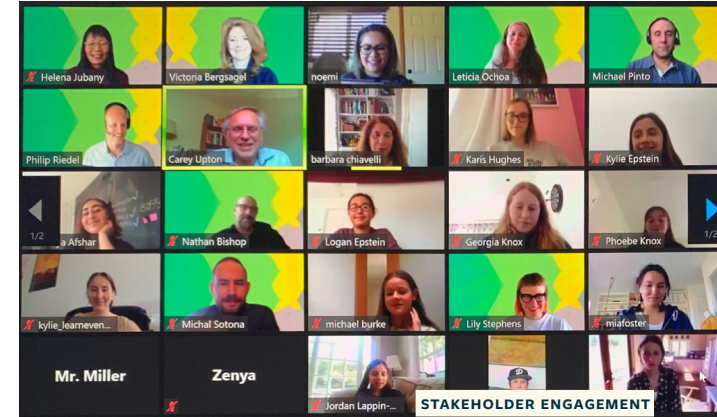 Helena Jubany
Victoria Bergsagel
noemi
Leticia Ochoa
Michael Pinto
Philip Riedel
Carey Upton
barbara chiavelli
Karis Hughes
Kylie Epstein
1/2
a Afshar
Nathan Bishop
Logan Epstein
Georgia Knox
Phoebe Knox
1/2
kylie_learneven...
Michal Sotona
michael burke
Lily Stephens
miafoster
Mr. Miller
Zenya
Jordan Lappin-...
D
STAKEHOLDER ENGAGEMENT